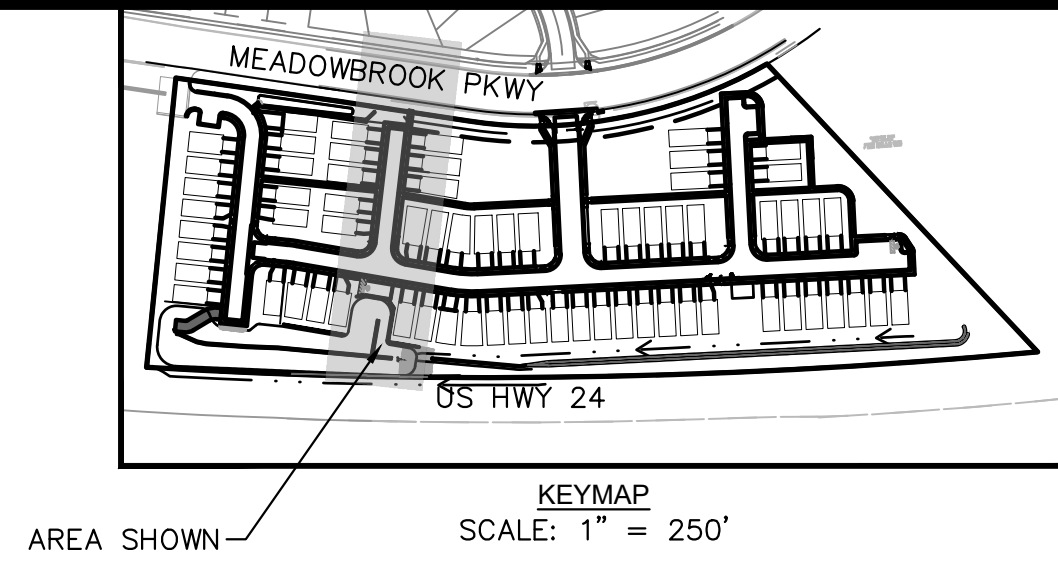 MEADOWBROOK PKWY
US HWY 24
KEYMAP
SCALE: 1" = 250'
AREA SHOWN